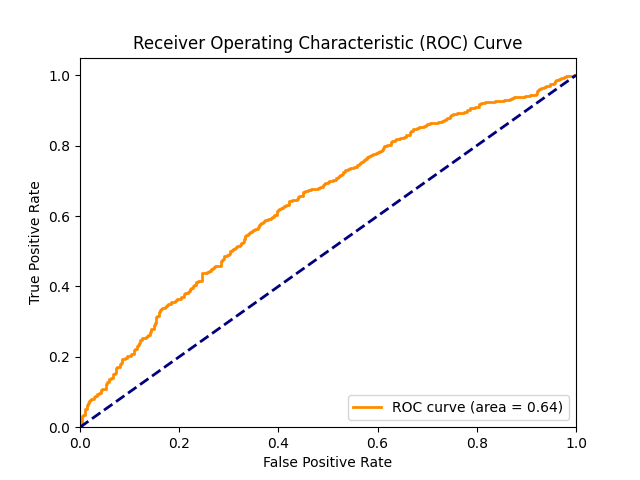 Receiver Operating Characteristic (ROC) Curve
True Positive Rate
1.0
0.8
0.6
0.4
0.2
0.0
0.0 0.2 0.4 0.6 0.8 1.0
False Positive Rate
ROC curve (area = 0.64)